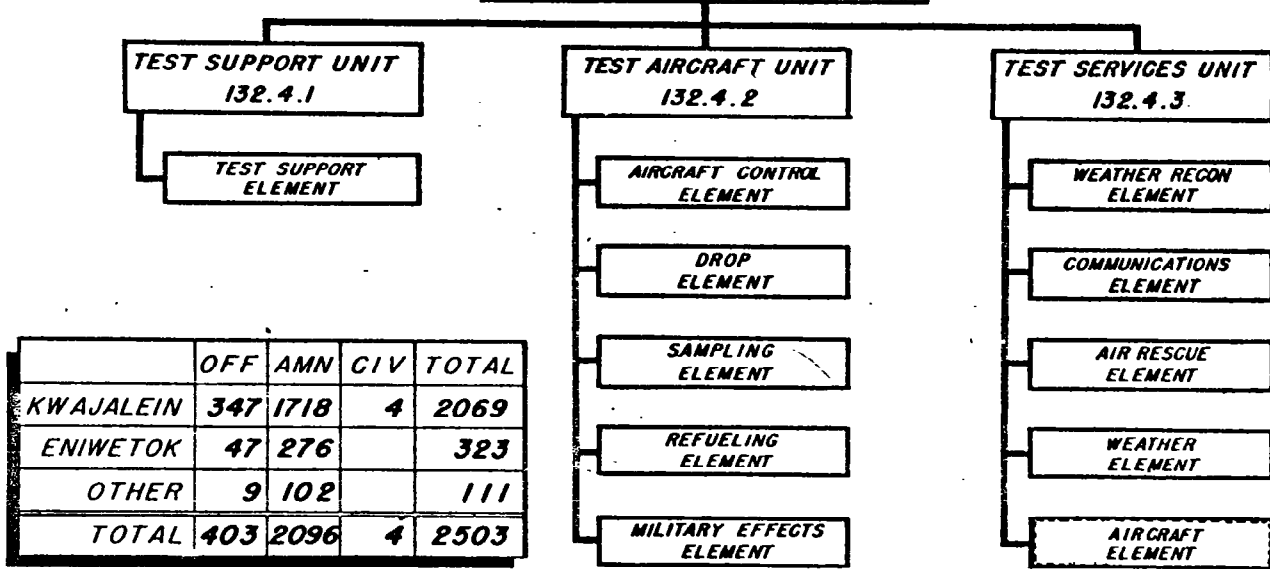 TEST SUPPORT UNIT
132.4.1
TEST SUPPORT
ELEMENT
TEST AIRCRAFT UNIT
132.4.2
AIRCRAFT CONTROL
ELEMENT
DROP
ELEMENT
SAMPLING
ELEMENT
REFUELING
ELEMENT
MILITARY EFFECTS
ELEMENT
TEST SERVICES UNIT
132.4.3
WEATHER RECON
ELEMENT
COMMUNICATIONS
ELEMENT
AIR RESCUE
ELEMENT
WEATHER
ELEMENT
AIRCRAFT
ELEMENT
OFF AMN CIV TOTAL
KWAJALEIN 347 1718 4 2069
ENIWETOK 47 276 323
OTHER 9 102 111
TOTAL 403 2096 4 2503